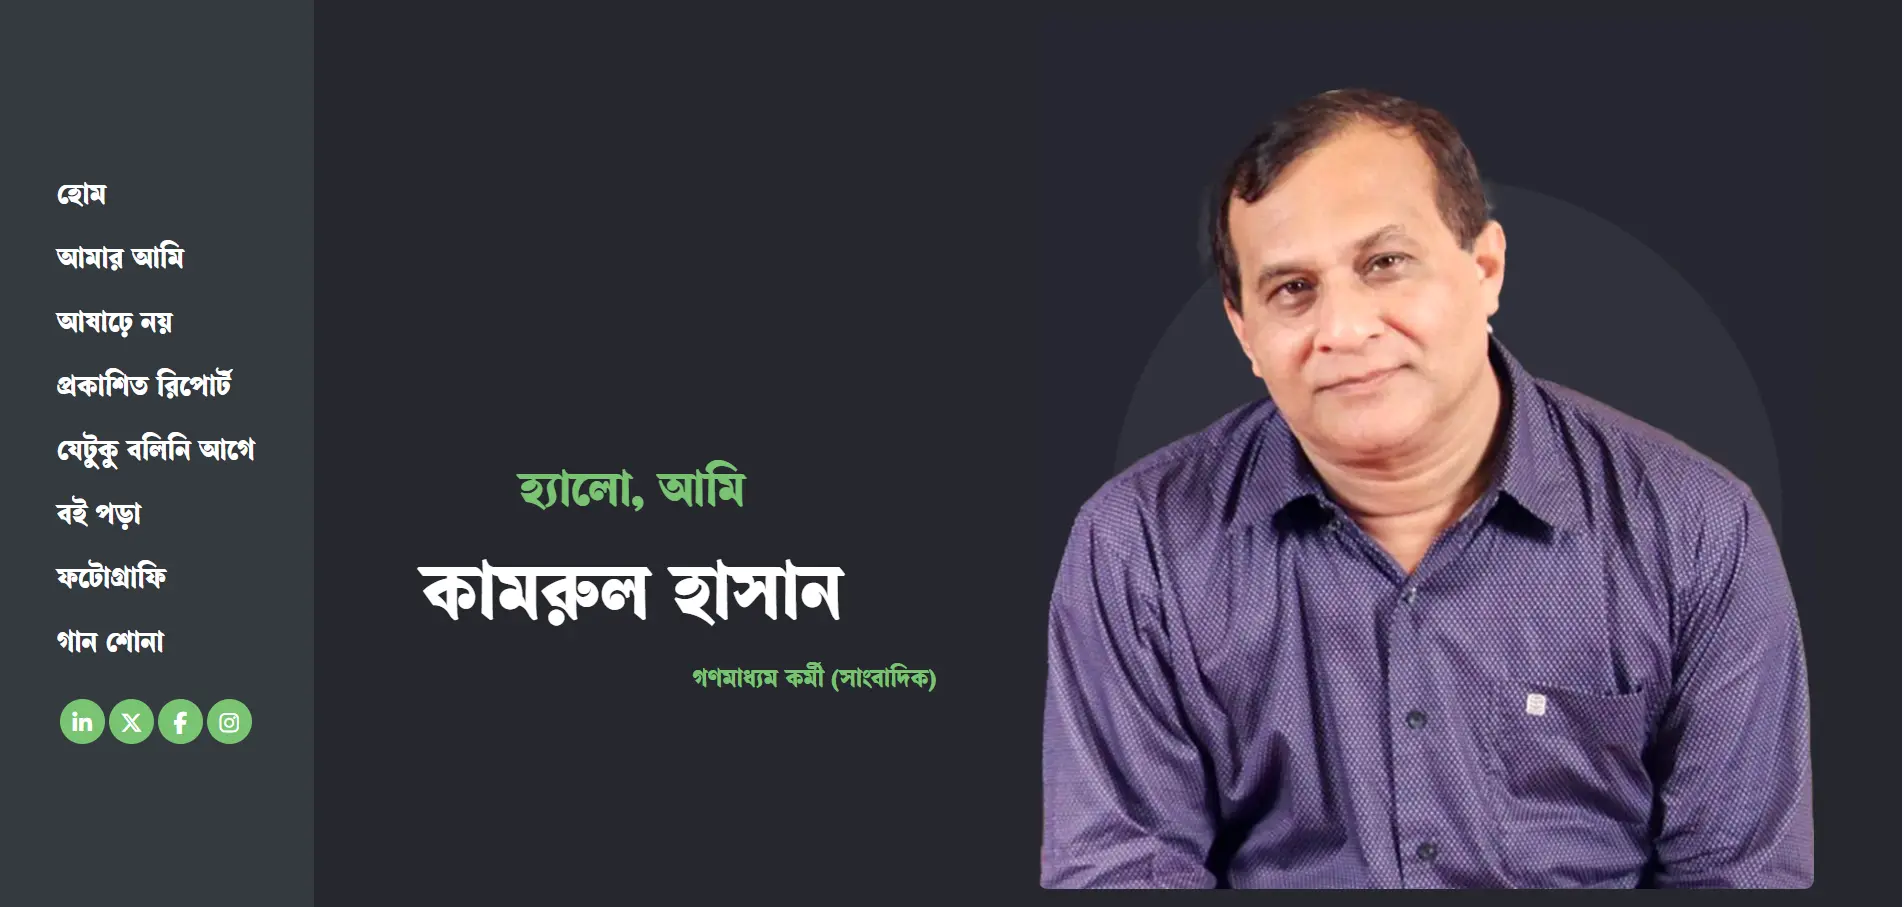 হোম
আমার আমি
আষাঢ়ে নয়
প্রকাশিত রিপোর্ট
যেটুকু বলিনি আগে
বই পড়া
ফটোগ্রাফি
গান শোনা
হ্যালো, আমি
কামরুল হাসান
গণমাধ্যম কর্মী (সাংবাদিক)